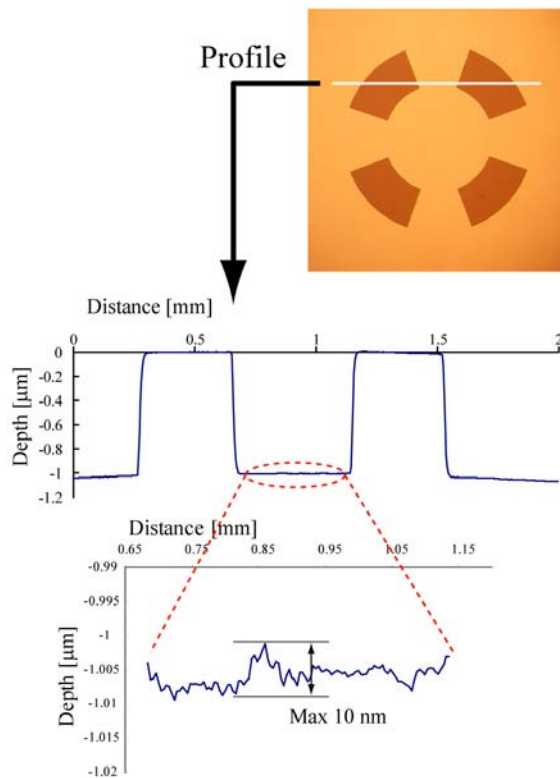 Profile
Distance [mm]
0 0.5 1 1.5 2
Depth [μm]
0
-0.2
-0.4
-0.6
-0.8
-1
-1.2
Distance [mm]
0.65 0.75 0.85 0.95 1.05 1.15
Depth [μm]
-0.99
-0.995
-1
-1.005
-1.01
-1.015
-1.02
Max 10 nm